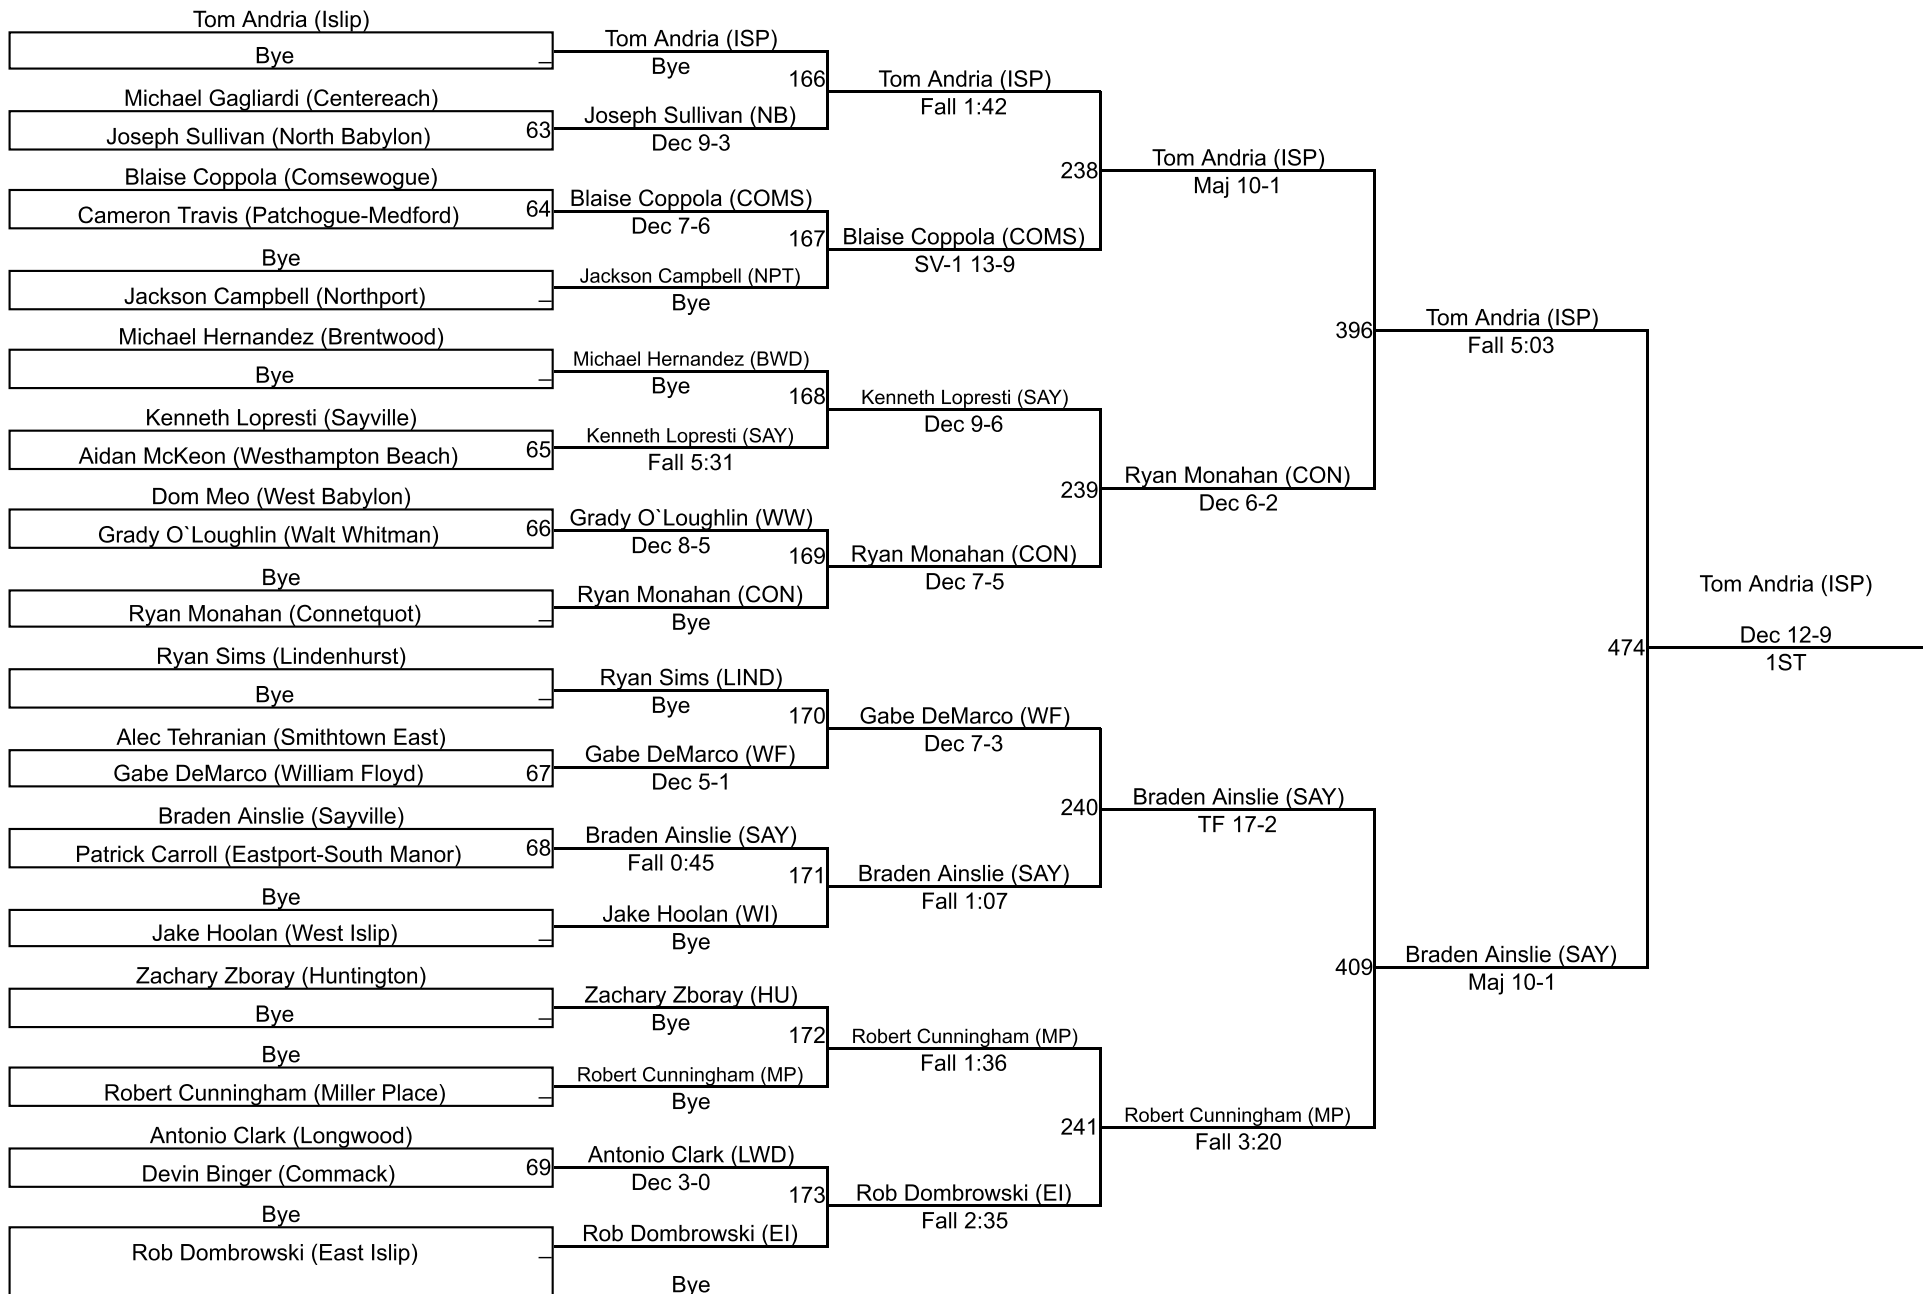 Tom Andria (Islip)
Bye
_
Michael Gagliardi (Centereach)
Joseph Sullivan (North Babylon)
63
Blaise Coppola (Comsewogue)
Cameron Travis (Patchogue-Medford)
64
Bye
Jackson Campbell (Northport)
_
Michael Hernandez (Brentwood)
Bye
_
Kenneth Lopresti (Sayville)
Aidan McKeon (Westhampton Beach)
65
Dom Meo (West Babylon)
Grady O`Loughlin (Walt Whitman)
66
Bye
Ryan Monahan (Connetquot)
_
Ryan Sims (Lindenhurst)
Bye
_
Alec Tehranian (Smithtown East)
Gabe DeMarco (William Floyd)
67
Braden Ainslie (Sayville)
Patrick Carroll (Eastport-South Manor)
68
Bye
Jake Hoolan (West Islip)
_
Zachary Zboray (Huntington)
Bye
_
Bye
Robert Cunningham (Miller Place)
_
Antonio Clark (Longwood)
Devin Binger (Commack)
69
Bye
Rob Dombrowski (East Islip)
_
Tom Andria (ISP)
Bye
166
Joseph Sullivan (NB)
Dec 9-3
Blaise Coppola (COMS)
Dec 7-6
167
Jackson Campbell (NPT)
Bye
Michael Hernandez (BWD)
Bye
168
Kenneth Lopresti (SAY)
Fall 5:31
Grady O`Loughlin (WW)
Dec 8-5
169
Ryan Monahan (CON)
Bye
Ryan Sims (LIND)
Bye
170
Gabe DeMarco (WF)
Dec 5-1
Braden Ainslie (SAY)
Fall 0:45
171
Jake Hoolan (WI)
Bye
Zachary Zboray (HU)
Bye
172
Robert Cunningham (MP)
Bye
Antonio Clark (LWD)
Dec 3-0
173
Rob Dombrowski (EI)
Bye
Tom Andria (ISP)
Fall 1:42
238
Blaise Coppola (COMS)
SV-1 13-9
Kenneth Lopresti (SAY)
Dec 9-6
239
Ryan Monahan (CON)
Dec 7-5
Gabe DeMarco (WF)
Dec 7-3
240
Braden Ainslie (SAY)
Fall 1:07
Robert Cunningham (MP)
Fall 1:36
241
Rob Dombrowski (EI)
Fall 2:35
Tom Andria (ISP)
Maj 10-1
396
Ryan Monahan (CON)
Dec 6-2
Braden Ainslie (SAY)
TF 17-2
409
Robert Cunningham (MP)
Fall 3:20
Tom Andria (ISP)
Fall 5:03
474
Braden Ainslie (SAY)
Maj 10-1
Tom Andria (ISP)
Dec 12-9
1ST